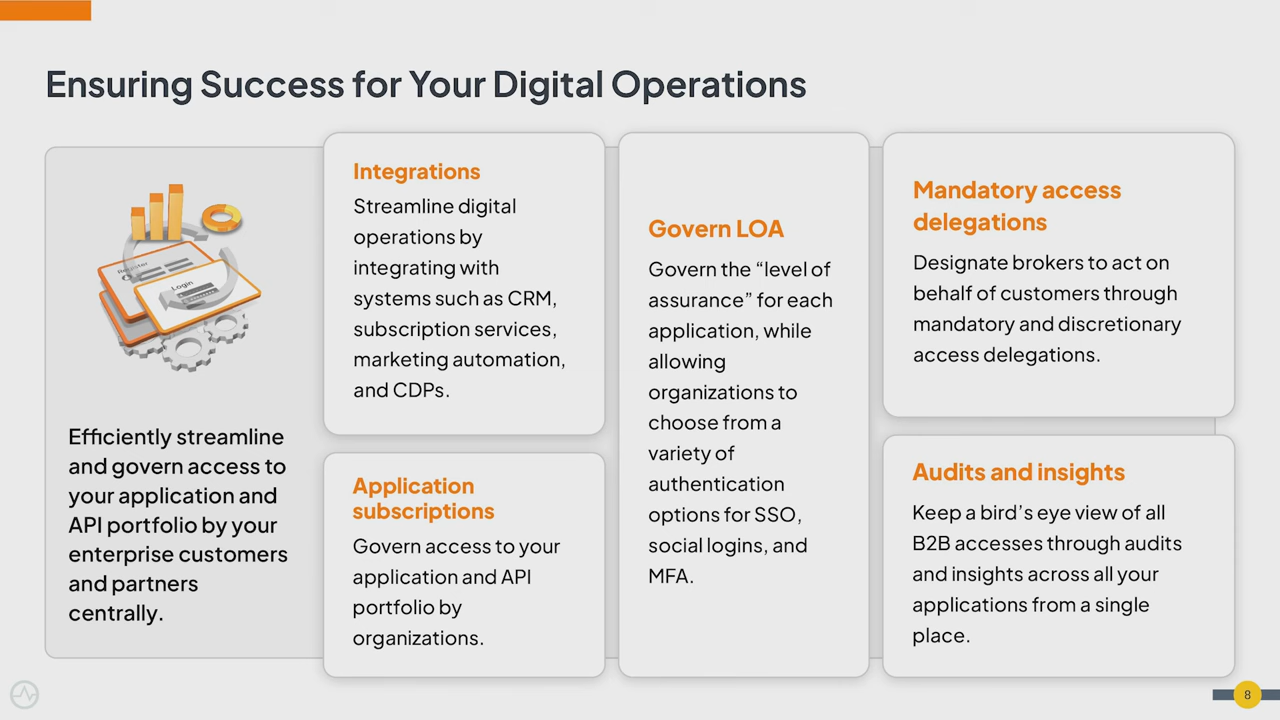 Ensuring Success for Your Digital Operations
Register
Login
Efficiently streamline
and govern access to
your application and
API portfolio by your
enterprise customers
and partners
centrally.
Integrations
Streamline digital
operations by
integrating with
systems such as CRM,
subscription services,
marketing automation,
and CDPs.
Application
subscriptions
Govern access to your
application and API
portfolio by
organizations.
Govern LOA
Govern the “level of
assurance” for each
application, while
allowing
organizations to
choose from a
variety of
authentication
options for SSO,
social logins, and
MFA.
Mandatory access
delegations
Designate brokers to act on
behalf of customers through
mandatory and discretionary
access delegations.
Audits and insights
Keep a bird’s eye view of all
B2B accesses through audits
and insights across all your
applications from a single
place.
8